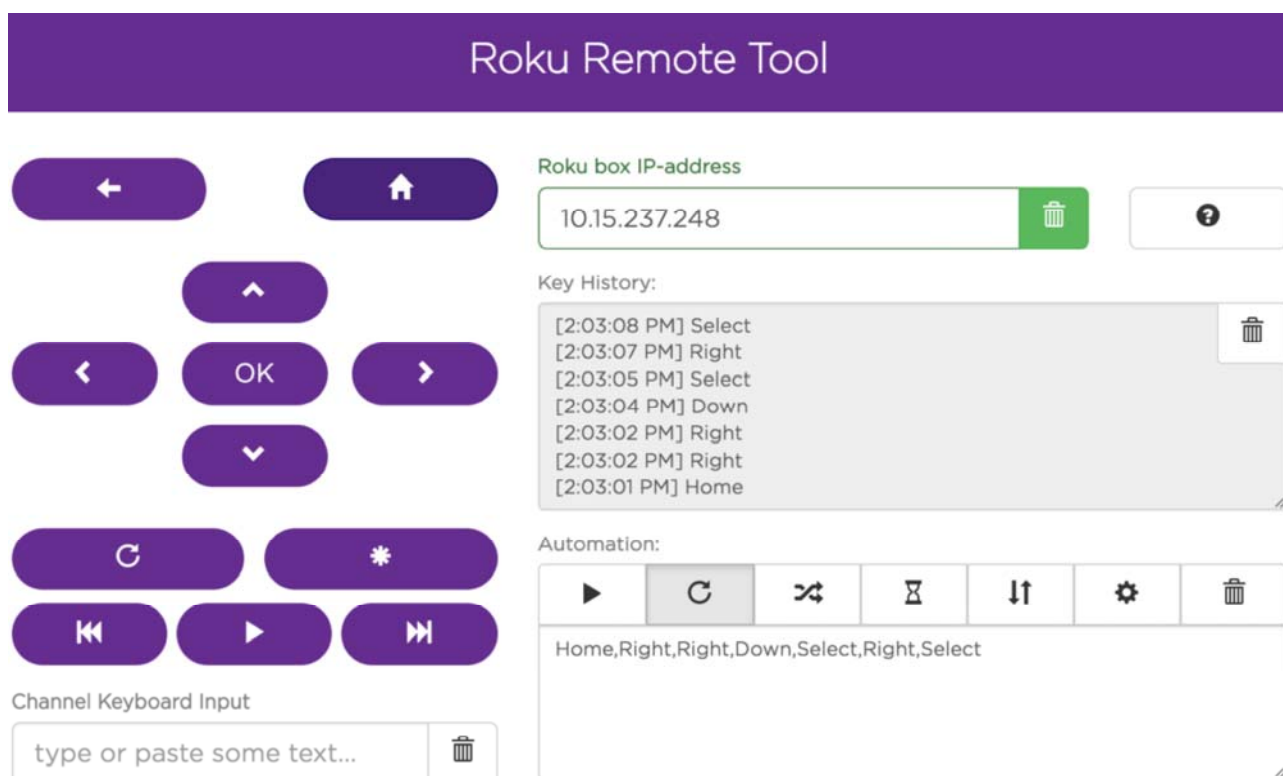 Roku Remote Tool
OK
Channel Keyboard Input
type or paste some text...
Roku box IP-address
10.15.237.248
Key History:
[2:03:08 PM] Select
[2:03:07 PM] Right
[2:03:05 PM] Select
[2:03:04 PM] Down
[2:03:02 PM] Right
[2:03:02 PM] Right
[2:03:01 PM] Home
Automation:
Home,Right,Right,Down,Select,Right,Select